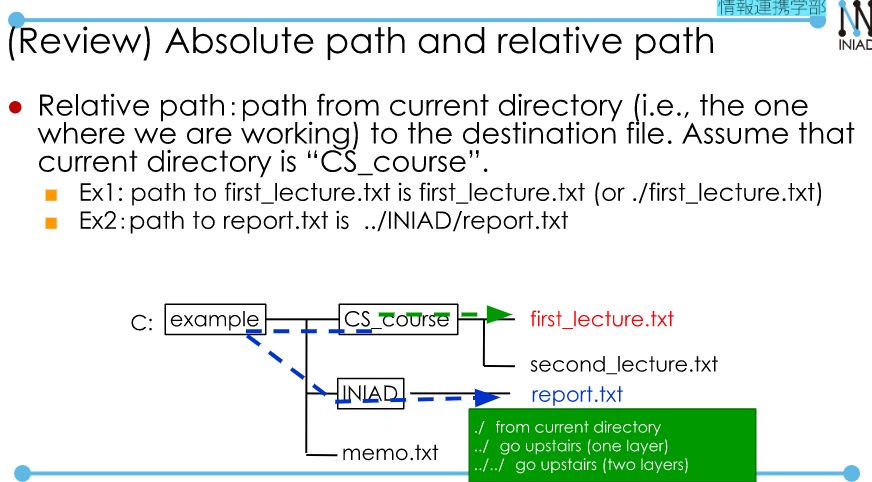 情報連携学部
INIAD
(Review) Absolute path and relative path
● Relative path：path from current directory (i.e., the one
where we are working) to the destination file. Assume that
current directory is “CS_course”.
■ Ex1: path to first_lecture.txt is first_lecture.txt (or ./first_lecture.txt)
■ Ex2：path to report.txt is ../INIAD/report.txt
C: example CS_course first_lecture.txt
second_lecture.txt
INIAD report.txt
./ from current directory
../ go upstairs (one layer)
memo.txt
../../ go upstairs (two layers)